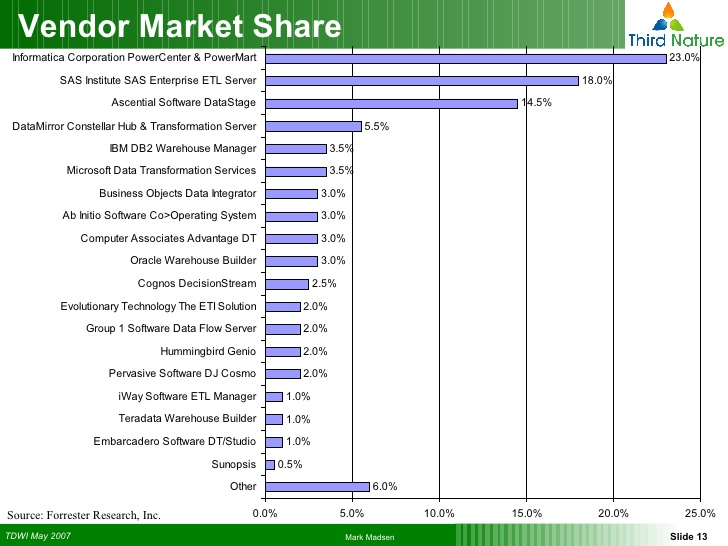 Vendor Market Share
Third Nature
Informatica Corporation PowerCenter & PowerMart 23.0%
SAS Institute SAS Enterprise ETL Server 18.0%
Ascential Software DataStage 14.5%
DataMirror Constellar Hub & Transformation Server 5.5%
IBM DB2 Warehouse Manager 3.5%
Microsoft Data Transformation Services 3.5%
Business Objects Data Integrator 3.0%
Ab Initio Software Co>Operating System 3.0%
Computer Associates Advantage DT 3.0%
Oracle Warehouse Builder 3.0%
Cognos DecisionStream 2.5%
Evolutionary Technology The ETI Solution 2.0%
Group 1 Software Data Flow Server 2.0%
Hummingbird Genio 2.0%
Pervasive Software DJ Cosmo 2.0%
iWay Software ETL Manager 1.0%
Teradata Warehouse Builder 1.0%
Embarcadero Software DT/Studio 1.0%
Sunopsis 0.5%
Other 6.0%
0.0% 5.0% 10.0% 15.0% 20.0% 25.0%
Source: Forrester Research, Inc.
TDWI May 2007 Mark Madsen Slide 13